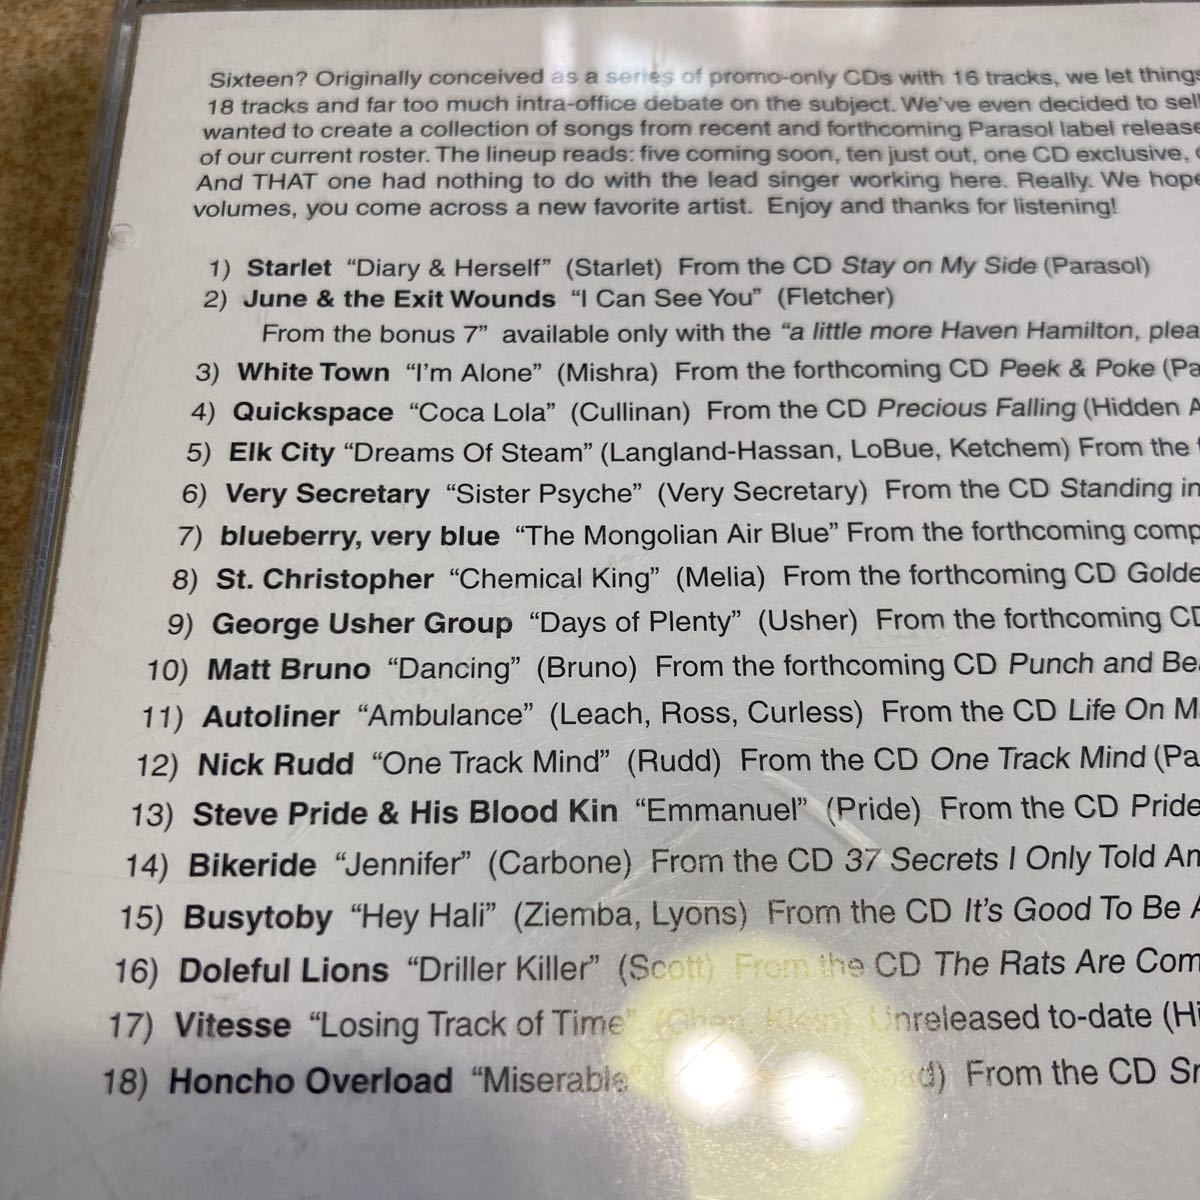 Sixteen? Originally conceived as a series of promo-only CDs with 16 tracks, we let things
18 tracks and far too much intra-office debate on the subject. We've even decided to sell
wanted to create a collection of songs from recent and forthcoming Parasol label release
of our current roster. The lineup reads: five coming soon, ten just out, one CD exclusive,
And THAT one had nothing to do with the lead singer working here. Really. We hope
volumes, you come across a new favorite artist. Enjoy and thanks for listening!
1) Starlet “Diary & Herself” (Starlet) From the CD Stay on My Side (Parasol)
2) June & the Exit Wounds “I Can See You” (Fletcher)
From the bonus 7” available only with the “a little more Haven Hamilton, plea
3) White Town “I'm Alone” (Mishra) From the forthcoming CD Peek & Poke (Pa
4) Quickspace “Coca Lola” (Cullinan) From the CD Precious Falling (Hidden A
5) Elk City “Dreams Of Steam” (Langland-Hassan, LoBue, Ketchem) From the
6) Very Secretary “Sister Psyche” (Very Secretary) From the CD Standing in
7) blueberry, very blue “The Mongolian Air Blue” From the forthcoming comp
8) St. Christopher “Chemical King” (Melia) From the forthcoming CD Golde
9) George Usher Group “Days of Plenty” (Usher) From the forthcoming CD
10) Matt Bruno “Dancing” (Bruno) From the forthcoming CD Punch and Bea
11) Autoliner “Ambulance” (Leach, Ross, Curless) From the CD Life On M
12) Nick Rudd “One Track Mind” (Rudd) From the CD One Track Mind (Pa
13) Steve Pride & His Blood Kin “Emmanuel” (Pride) From the CD Pride
14) Bikeride “Jennifer” (Carbone) From the CD 37 Secrets I Only Told Am
15) Busytoby “Hey Hali” (Ziemba, Lyons) From the CD It's Good To Be A
16) Doleful Lions “Driller Killer” (Scott) From the CD The Rats Are Com
17) Vitesse “Losing Track of Time” Klein) Unreleased to-date (Hi
18) Honcho Overload “Miserable” From the CD Sm